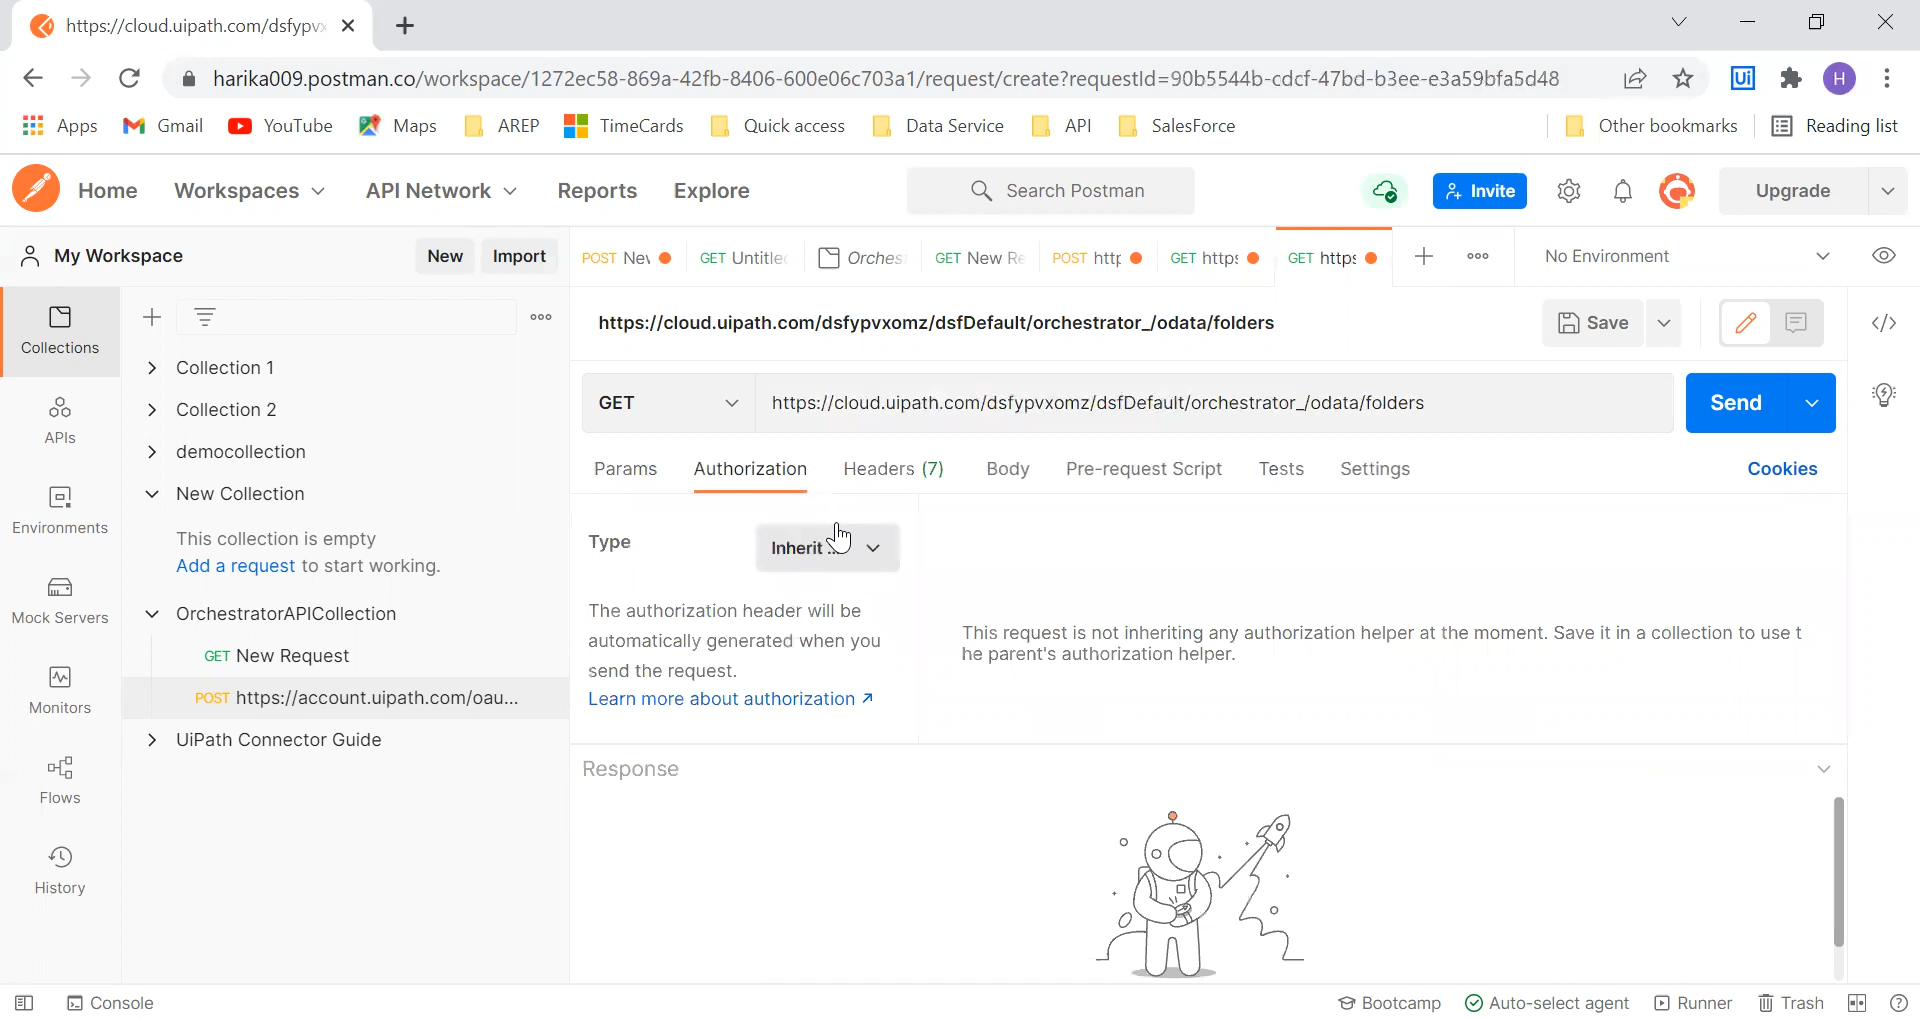 https://cloud.uipath.com/dsfypvx
harika009.postman.co/workspace/1272ec58-869a-42fb-8406-600e06c703a1/request/create?requestId=90b5544b-cdcf-47bd-b3ee-e3a59bfa5d48
Ui
H
Apps
Gmail
YouTube
Maps
AREP
TimeCards
Quick access
Data Service
API
SalesForce
Other bookmarks
Reading list
Home
Workspaces
API Network
Reports
Explore
Search Postman
Invite
Upgrade
My Workspace
New
Import
POST Nev
GET Untitle
Orches
GET New Re
POST http
GET https
GET https
No Environment
Collections
APIs
Environments
Mock Servers
Monitors
Flows
History
Collection 1
Collection 2
democollection
New Collection
This collection is empty
Add a request to start working.
OrchestratorAPICollection
GET New Request
POST https://account.uipath.com/oau...
UiPath Connector Guide
https://cloud.uipath.com/dsfypvxomz/dsfDefault/orchestrator_/odata/folders
Save
GET
https://cloud.uipath.com/dsfypvxomz/dsfDefault/orchestrator_/odata/folders
Send
Params
Authorization
Headers (7)
Body
Pre-request Script
Tests
Settings
Cookies
Type
Inherit ...
The authorization header will be
automatically generated when you
send the request.
Learn more about authorization ↗
This request is not inheriting any authorization helper at the moment. Save it in a collection to use t
he parent's authorization helper.
Response
Console
Bootcamp
Auto-select agent
Runner
Trash